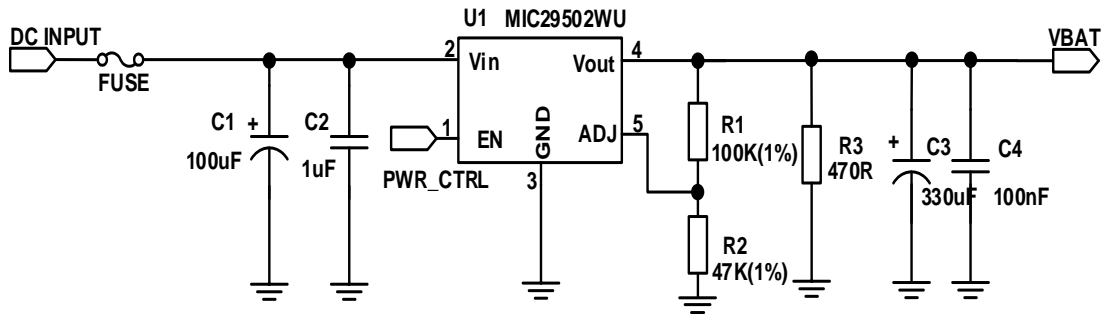 U1 MIC29502WU
DC INPUT
FUSE
2
Vin
Vout
4
VBAT
C1
+
100uF
C2
1uF
1
EN
PWR_CTRL
GND
3
ADJ
5
R1
100K(1%)
R2
47K(1%)
R3
470R
+
C3
330uF
C4
100nF